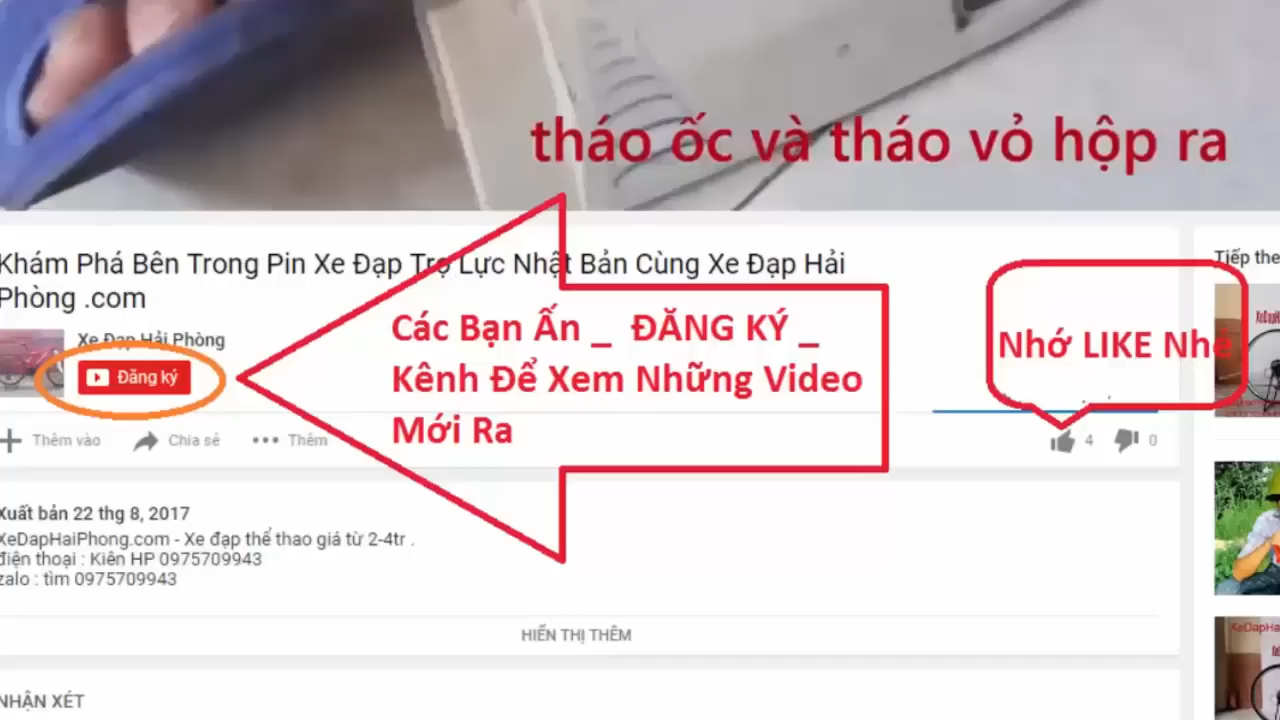 tháo ốc và tháo vỏ hộp ra
Khám Phá Bên Trong Pin Xe Đạp Trợ Lực Nhật Bản Cùng Xe Đạp Hải
Phòng .com
Xe Đạp Hải Phòng
Đăng ký
Các Bạn Ấn _ ĐĂNG KÝ _
Kênh Để Xem Những Video
Mới Ra
Nhớ LIKE Nhé
Tiếp the
Thêm vào
Chia sẻ
Thêm
4
0
Xuất bản 22 thg 8, 2017
XeDapHaiPhong.com - Xe đạp thể thao giá từ 2-4tr .
điện thoại : Kiên HP 0975709943
zalo : tìm 0975709943
HIỂN THỊ THÊM
NHẬN XÉT